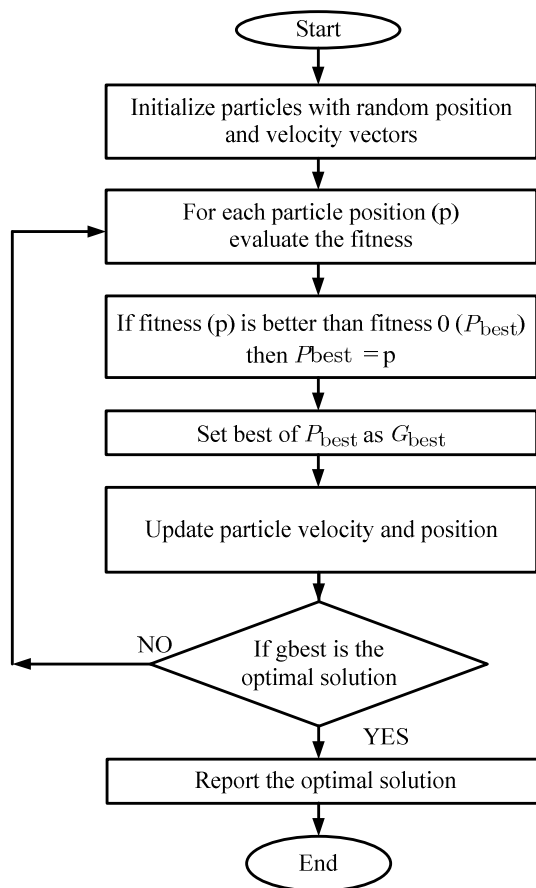 Start
Initialize particles with random position
and velocity vectors
For each particle position (p)
evaluate the fitness
If fitness (p) is better than fitness 0 (Pbest)
then Pbest = p
Set best of Pbest as Gbest
Update particle velocity and position
If gbest is the
optimal solution
NO
YES
Report the optimal solution
End